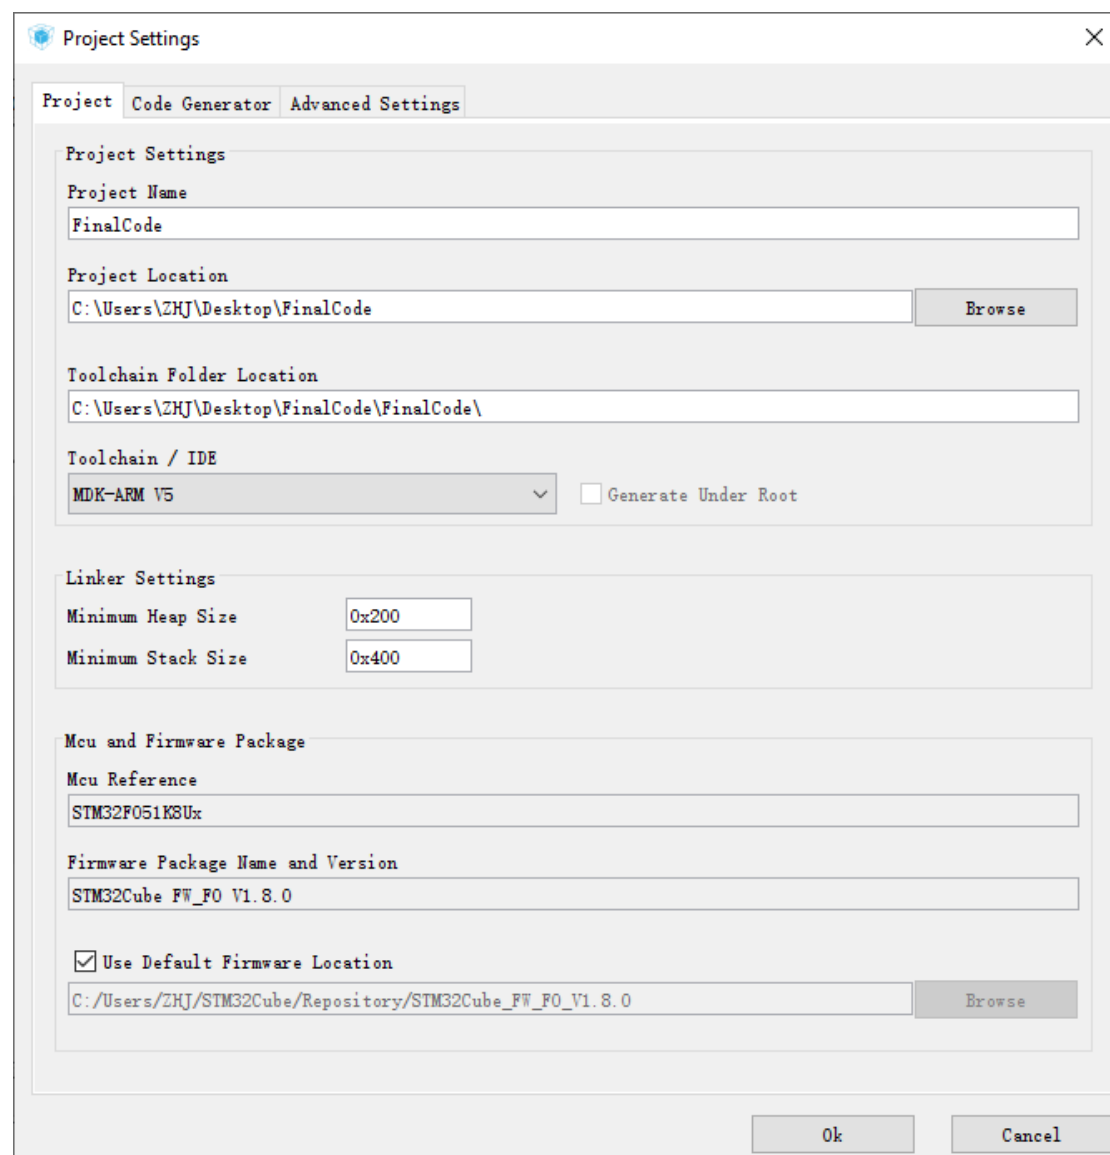 Project Settings
Project Code Generator Advanced Settings
Project Settings
Project Name
FinalCode
Project Location
C:\Users\ZHJ\Desktop\FinalCode Browse
Toolchain Folder Location
C:\Users\ZHJ\Desktop\FinalCode\FinalCode\
Toolchain / IDE
MDK-ARM V5 Generate Under Root
Linker Settings
Minimum Heap Size 0x200
Minimum Stack Size 0x400
Mcu and Firmware Package
Mcu Reference
STM32F051K8Ux
Firmware Package Name and Version
STM32Cube FW_F0 V1.8.0
Use Default Firmware Location
C:/Users/ZHJ/STM32Cube/Repository/STM32Cube_FW_F0_V1.8.0 Browse
Ok Cancel